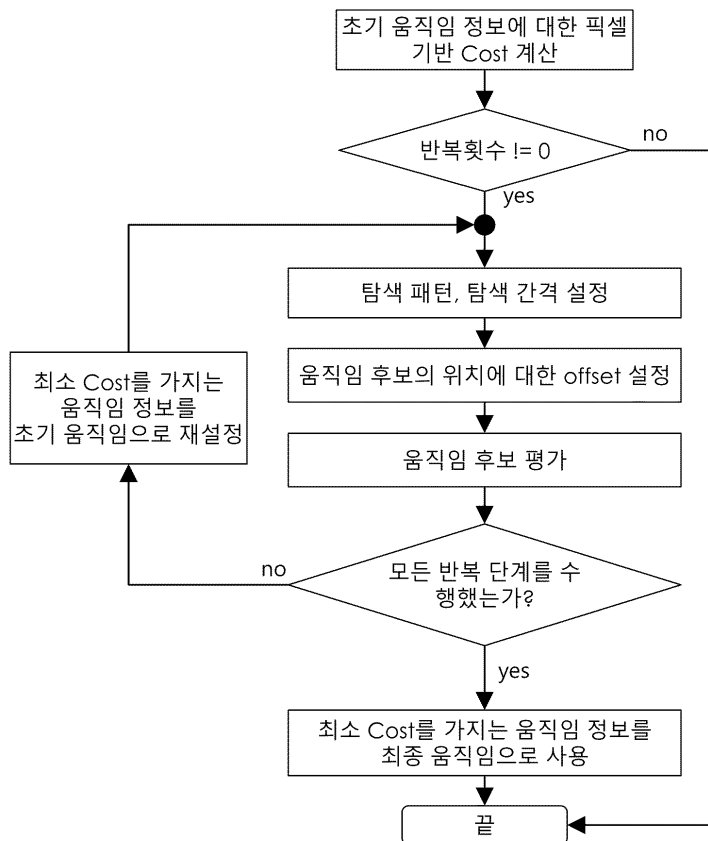 초기 움직임 정보에 대한 픽셀
기반 Cost 계산
반복횟수 != 0
no
yes
탐색 패턴, 탐색 간격 설정
움직임 후보의 위치에 대한 offset 설정
최소 Cost를 가지는
움직임 정보를
초기 움직임으로 재설정
움직임 후보 평가
no
모든 반복 단계를 수
행했는가?
yes
최소 Cost를 가지는 움직임 정보를
최종 움직임으로 사용
끝